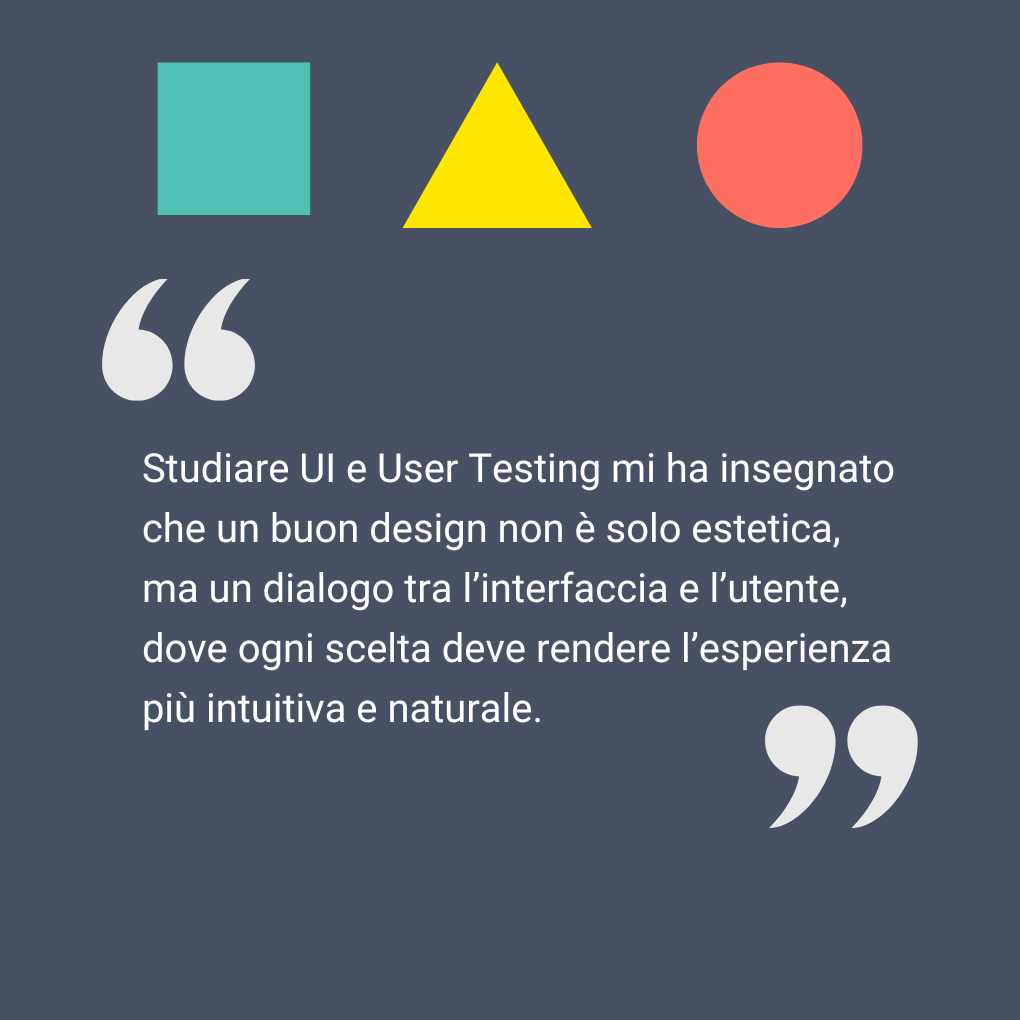 “
Studiare UI e User Testing mi ha insegnato
che un buon design non è solo estetica,
ma un dialogo tra l’interfaccia e l’utente,
dove ogni scelta deve rendere l’esperienza
più intuitiva e naturale.
”